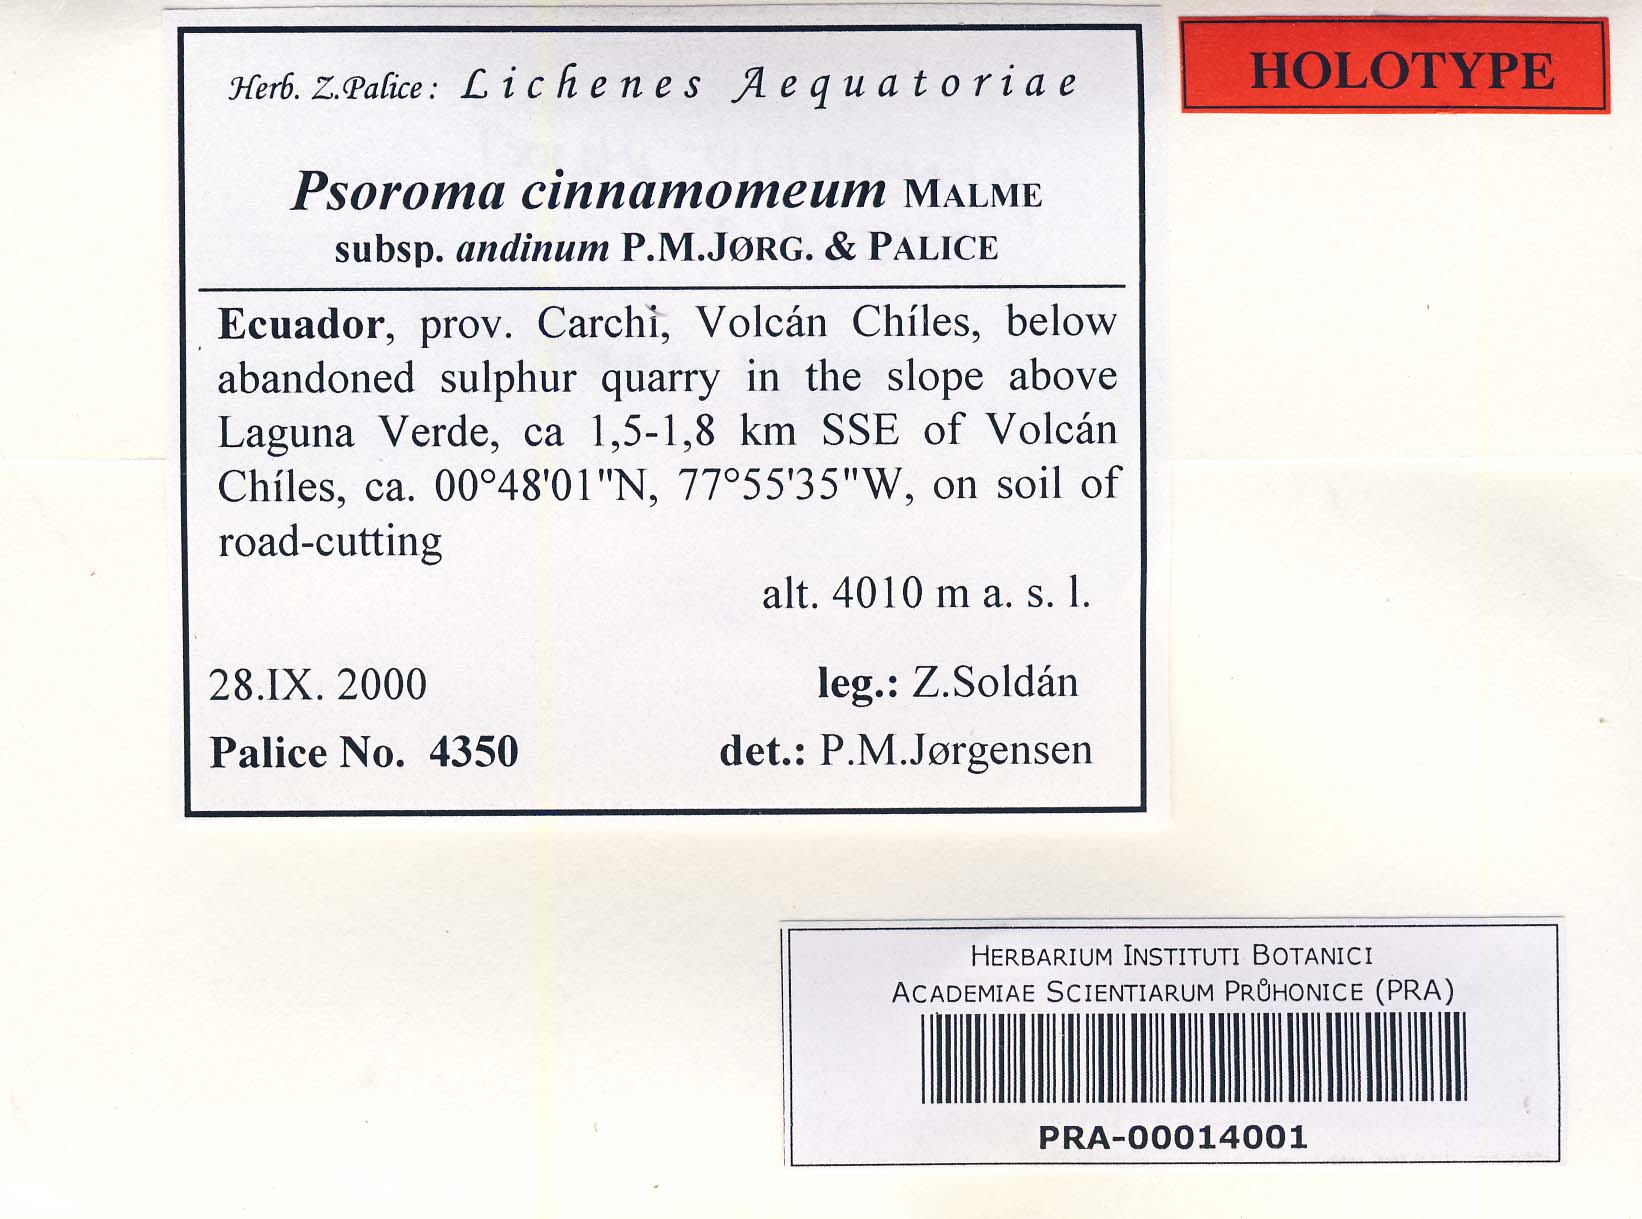 Herb. Z.Palice: Lichenes Aequatoriae
HOLOTYPE
Psoroma cinnamomeum MALME
subsp. andinum P.M.JØRG. & PALICE
Ecuador, prov. Carchi, Volcán Chíles, below
abandoned sulphur quarry in the slope above
Laguna Verde, ca 1,5-1,8 km SSE of Volcán
Chíles, ca. 00°48'01"N, 77°55'35"W, on soil of
road-cutting
alt. 4010 m a. s. l.
28.IX. 2000 leg.: Z.Soldán
Palice No. 4350 det.: P.M.Jørgensen
HERBARIUM INSTITUTI BOTANICI
ACADEMIAE SCIENTIARUM PRŮHONICE (PRA)
PRA-00014001